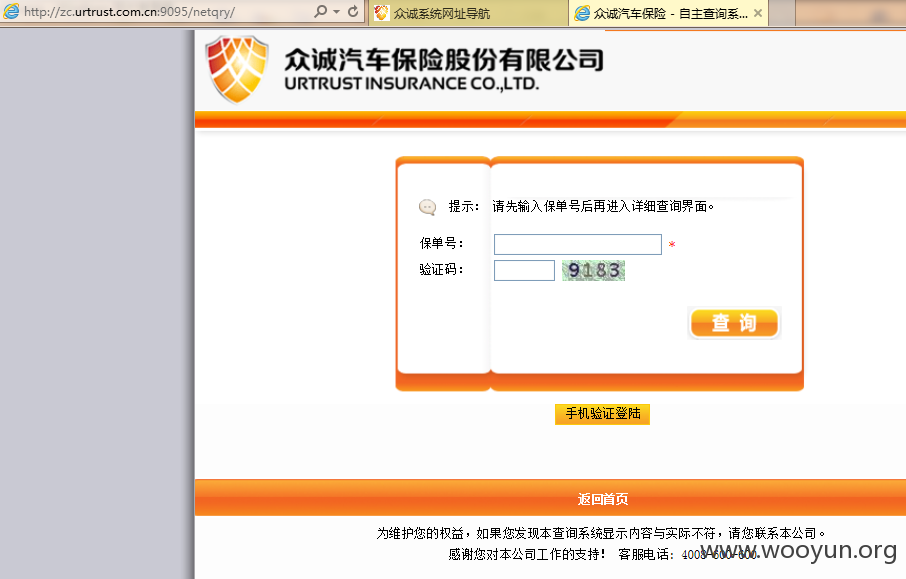 http://zc.urtrust.com.cn:9095/netqry/
众诚系统网址导航
众诚汽车保险 - 自主查询系...
众诚汽车保险股份有限公司
URTRUST INSURANCE CO.,LTD.
提示： 请先输入保单号后再进入详细查询界面。
保单号： *
验证码： 9183
查 询
手机验证登陆
返回首页
为维护您的权益，如果您发现本查询系统显示内容与实际不符，请您联系本公司。
感谢您对本公司工作的支持！ 客服电话：4008-600-600
www.wooyun.org